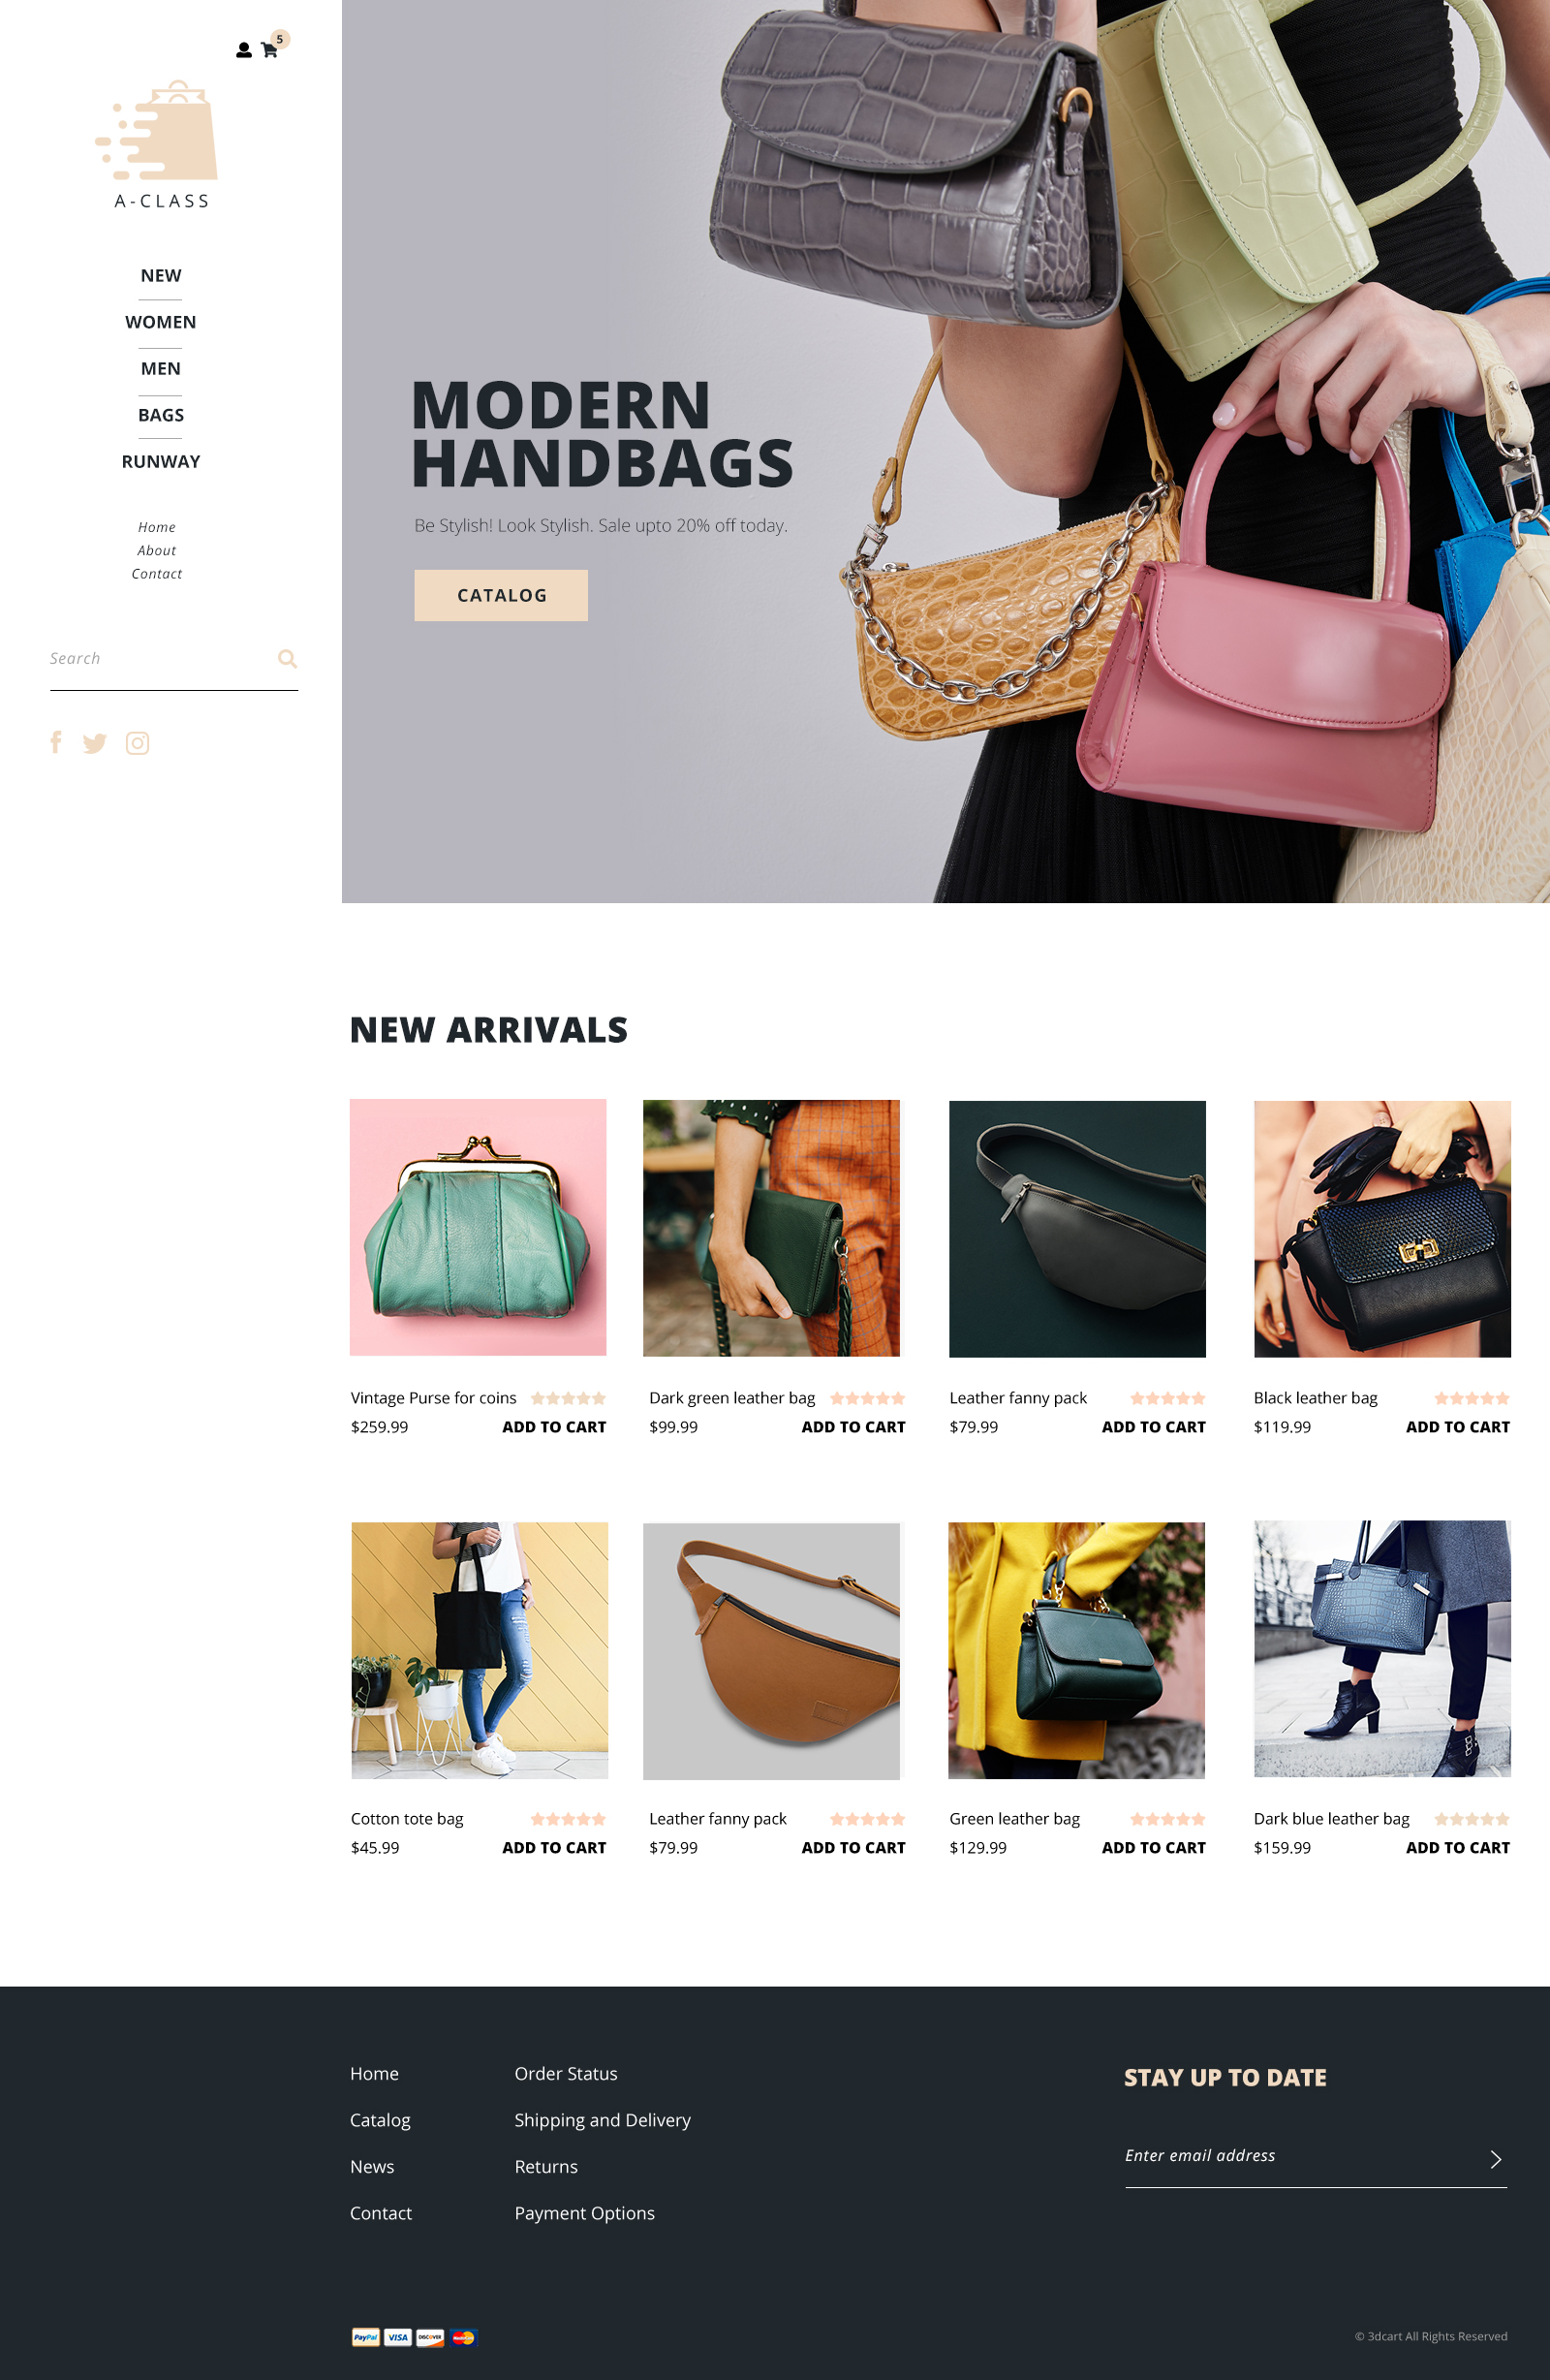 5
A-CLASS
NEW
WOMEN
MEN
BAGS
RUNWAY
Home
About
Contact
Search
MODERN
HANDBAGS
Be Stylish! Look Stylish. Sale upto 20% off today.
CATALOG
NEW ARRIVALS
Vintage Purse for coins
$259.99 ADD TO CART
Dark green leather bag
$99.99 ADD TO CART
Leather fanny pack
$79.99 ADD TO CART
Black leather bag
$119.99 ADD TO CART
Cotton tote bag
$45.99 ADD TO CART
Leather fanny pack
$79.99 ADD TO CART
Green leather bag
$129.99 ADD TO CART
Dark blue leather bag
$159.99 ADD TO CART
Home
Catalog
News
Contact
Order Status
Shipping and Delivery
Returns
Payment Options
STAY UP TO DATE
Enter email address
PayPal VISA DISCOVER MasterCard
© 3dcart All Rights Reserved